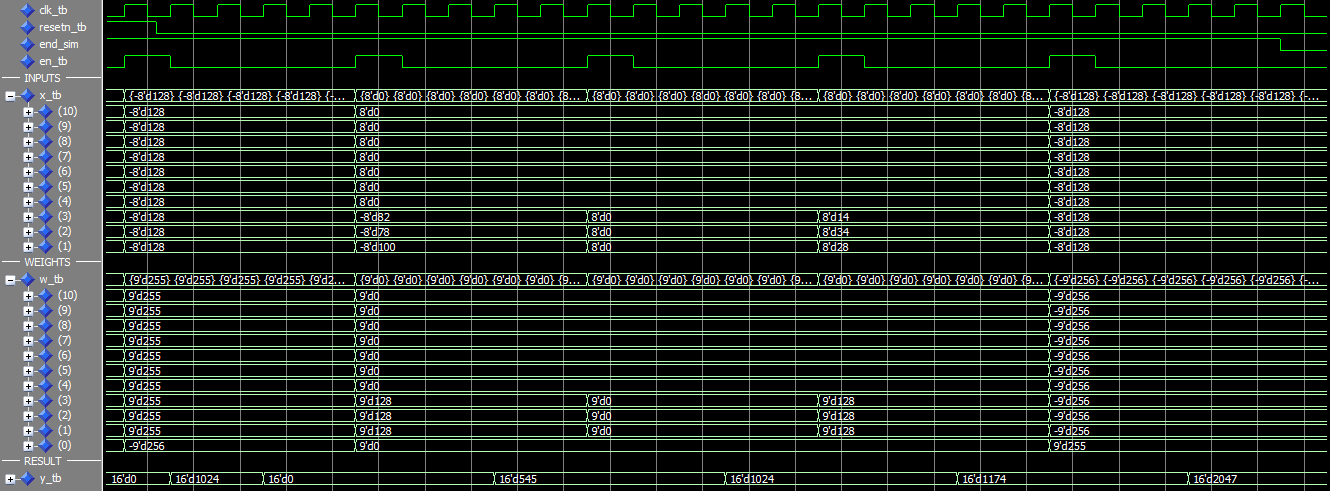 clk_tb
resetn_tb
end_sim
en_tb
INPUTS
x_tb {-8'd128} {-8'd128} {-8'd128} {-8'd128} {-... {8'd0} {8'd0} {8'd0} {8'd0} {8'd0} {8'd0} {8... {8'd0} {8'd0} {8'd0} {8'd0} {8'd0} {8'd0} {8... {8'd0} {8'd0} {8'd0} {8'd0} {8'd0} {8'd0} {8... {-8'd128} {-8'd128} {-8'd128} {-8'd128} {-8'd128} {-...
(10) -8'd128 8'd0 -8'd128
(9) -8'd128 8'd0 -8'd128
(8) -8'd128 8'd0 -8'd128
(7) -8'd128 8'd0 -8'd128
(6) -8'd128 8'd0 -8'd128
(5) -8'd128 8'd0 -8'd128
(4) -8'd128 8'd0 -8'd128
(3) -8'd128 -8'd82 8'd0 8'd14 -8'd128
(2) -8'd128 -8'd78 8'd0 8'd34 -8'd128
(1) -8'd128 -8'd100 8'd0 8'd28 -8'd128
WEIGHTS
w_tb {9'd255} {9'd255} {9'd255} {9'd255} {9'd2... {9'd0} {9'd0} {9'd0} {9'd0} {9'd0} {9'd0} {9... {9'd0} {9'd0} {9'd0} {9'd0} {9'd0} {9'd0} {9... {9'd0} {9'd0} {9'd0} {9'd0} {9'd0} {9'd0} {9... {-9'd256} {-9'd256} {-9'd256} {-9'd256} {-9'd256} {-...
(10) 9'd255 9'd0 -9'd256
(9) 9'd255 9'd0 -9'd256
(8) 9'd255 9'd0 -9'd256
(7) 9'd255 9'd0 -9'd256
(6) 9'd255 9'd0 -9'd256
(5) 9'd255 9'd0 -9'd256
(4) 9'd255 9'd0 -9'd256
(3) 9'd255 9'd128 9'd0 9'd128 -9'd256
(2) 9'd255 9'd128 9'd0 9'd128 -9'd256
(1) 9'd255 9'd128 9'd0 9'd128 -9'd256
(0) -9'd256 9'd0 9'd255
RESULT
y_tb 16'd0 16'd1024 16'd0 16'd545 16'd1024 16'd1174 16'd2047